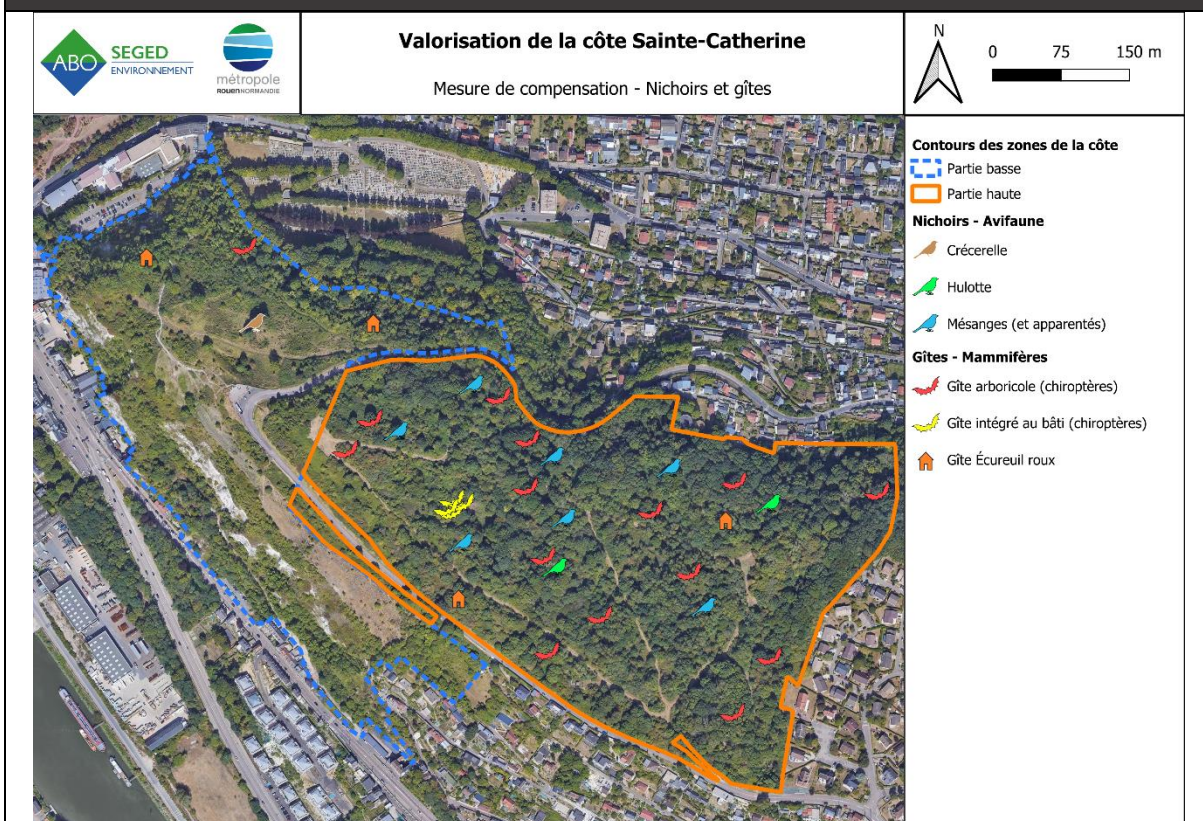 ABO
SEGED
ENVIRONNEMENT
métropole
ROUENNORMANDIE
Valorisation de la côte Sainte-Catherine
Mesure de compensation - Nichoirs et gîtes
N
0 75 150 m
Contours des zones de la côte
Partie basse
Partie haute
Nichoirs - Avifaune
Crécerelle
Hulotte
Mésanges (et apparentés)
Gîtes - Mammifères
Gîte arboricole (chiroptères)
Gîte intégré au bâti (chiroptères)
Gîte Écureuil roux